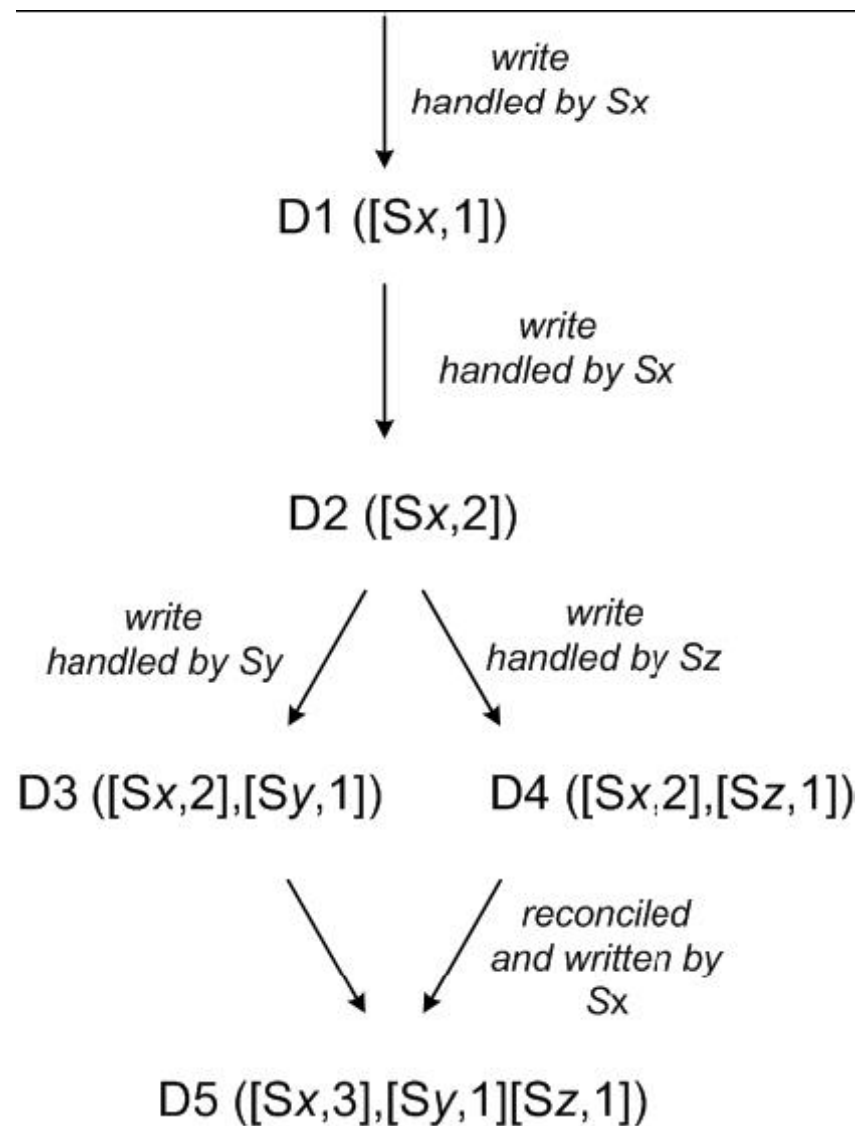 write
handled by Sx
D1 ([Sx,1])
write
handled by Sx
D2 ([Sx,2])
write
handled by Sy
write
handled by Sz
D3 ([Sx,2],[Sy,1])
D4 ([Sx,2],[Sz,1])
reconciled
and written by
Sx
D5 ([Sx,3],[Sy,1][Sz,1])